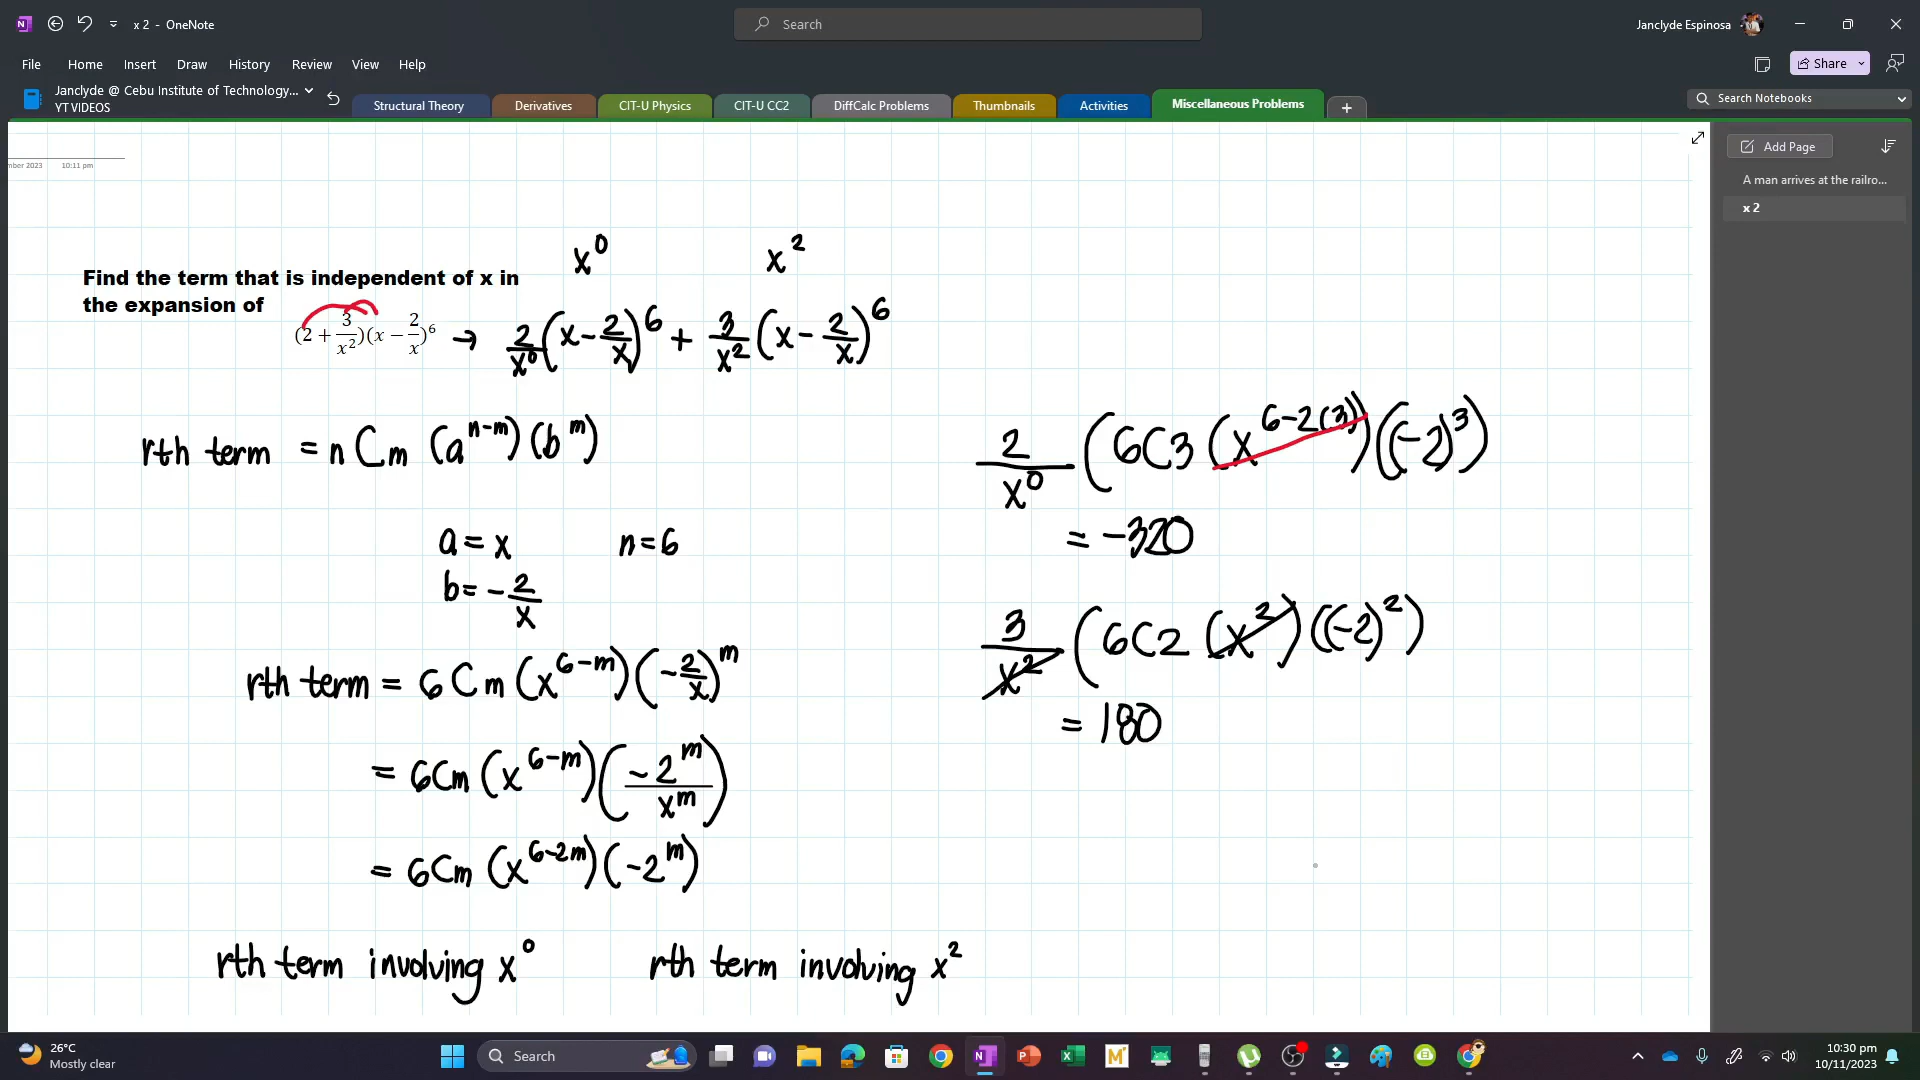 x 2 - OneNote
Search
Janclyde Espinosa
File Home Insert Draw History Review View Help
Share
Janclyde @ Cebu Institute of Technology...
YT VIDEOS
Structural Theory Derivatives CIT-U Physics CIT-U CC2 DiffCalc Problems Thumbnails Activities Miscellaneous Problems +
Search Notebooks
Add Page
A man arrives at the railro...
x 2
mber 2023 10:11 pm
x^0 x^2
Find the term that is independent of x in
the expansion of
(2 + 3/x^2)(x − 2/x)^6 → 2/x^0 (x − 2/x)^6 + 3/x^2 (x − 2/x)^6
rth term = n C m (a^{n-m}) (b^m)
a = x n = 6
b = - 2/x
rth term = 6 C m (x^{6-m}) (-2/x)^m
= 6 C m (x^{6-m}) (-2^m / x^m)
= 6 C m (x^{6-2m}) (-2^m)
rth term involving x^0 rth term involving x^2
2/x^0 (6C3 (x^{6-2(3)}) ((-2)^3)
= -320
3/x^2 (6C2 (x^2) ((-2)^2)
= 180
26°C
Mostly clear
Search
10:30 pm
10/11/2023